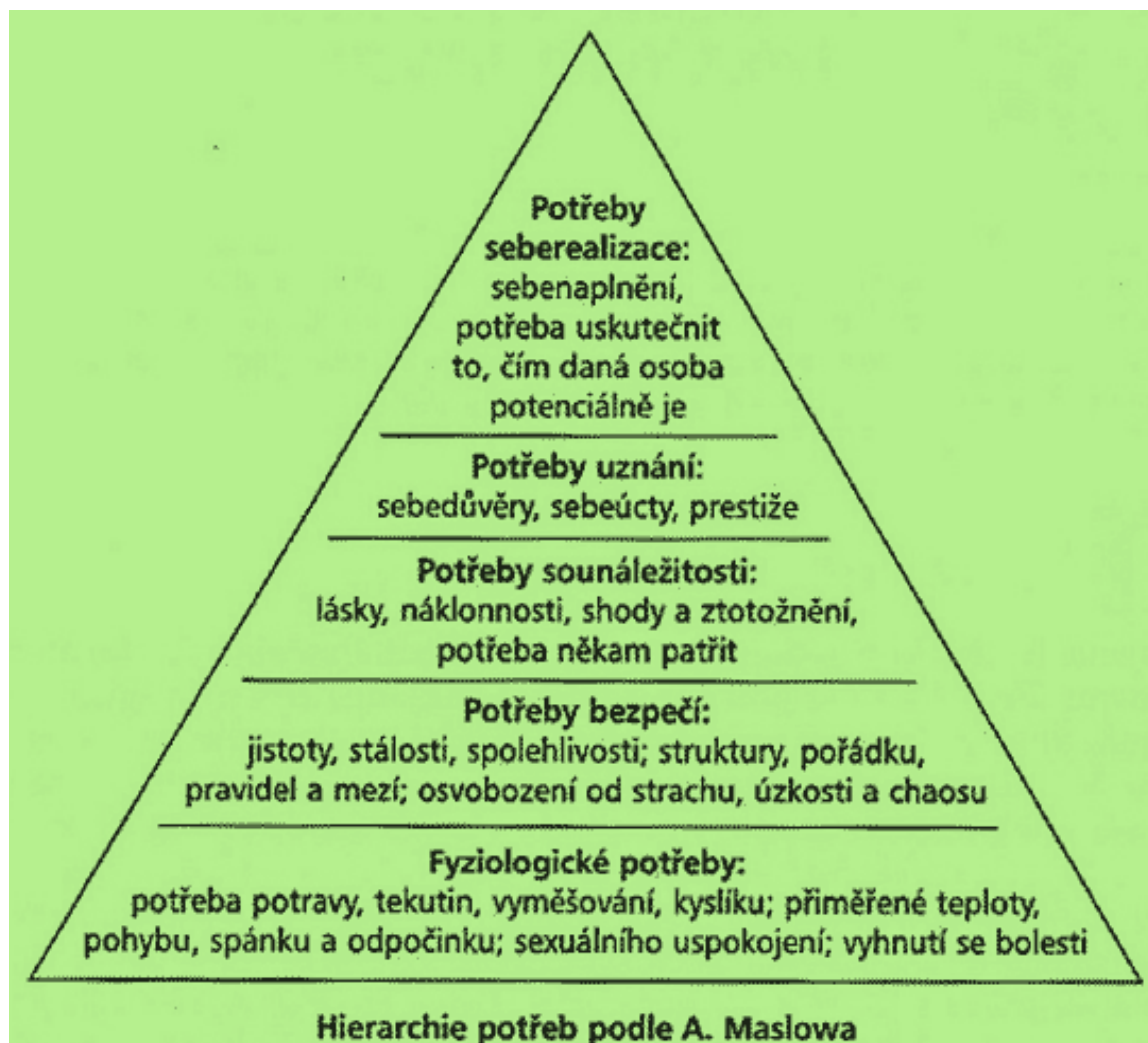 Potřeby
seberealizace:
sebenaplnění,
potřeba uskutečnit
to, čím daná osoba
potenciálně je
Potřeby uznání:
sebedůvěry, sebeúcty, prestiže
Potřeby sounáležitosti:
lásky, náklonnosti, shody a ztotožnění,
potřeba někam patřit
Potřeby bezpečí:
jistoty, stálosti, spolehlivosti; struktury, pořádku,
pravidel a mezí; osvobození od strachu, úzkosti a chaosu
Fyziologické potřeby:
potřeba potravy, tekutin, vyměšování, kyslíku; přiměřené teploty,
pohybu, spánku a odpočinku; sexuálního uspokojení; vyhnutí se bolesti
Hierarchie potřeb podle A. Maslowa